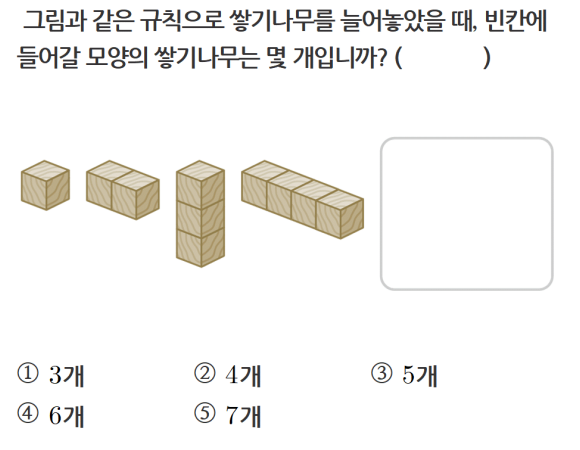 그림과 같은 규칙으로 쌓기나무를 늘어놓았을 때, 빈칸에
들어갈 모양의 쌓기나무는 몇 개입니까? (          )
① 3개 ② 4개 ③ 5개
④ 6개 ⑤ 7개